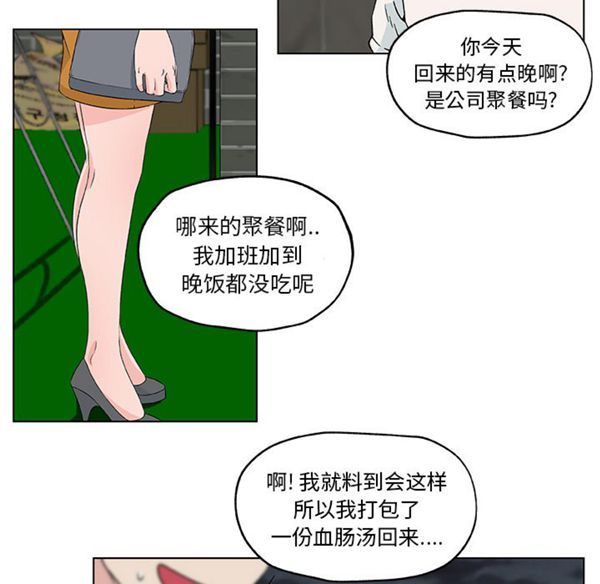 你今天
回来的有点晚啊?
是公司聚餐吗?
哪来的聚餐啊..
我加班加到
晚饭都没吃呢
啊! 我就料到会这样
所以我打包了
一份血肠汤回来....